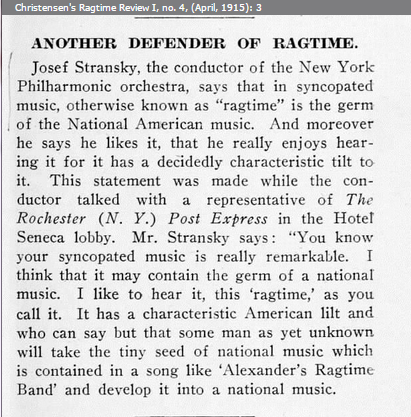 Christensen's Ragtime Review I, no. 4, (April, 1915): 3
ANOTHER DEFENDER OF RAGTIME.
Josef Stransky, the conductor of the New York
Philharmonic orchestra, says that in syncopated
music, otherwise known as "ragtime" is the germ
of the National American music. And moreover
he says he likes it, that he really enjoys hear-
ing it for it has a decidedly characteristic tilt to
it. This statement was made while the con-
ductor talked with a representative of The
Rochester (N. Y.) Post Express in the Hotel
Seneca lobby. Mr. Stransky says: "You know
your syncopated music is really remarkable. I
think that it may contain the germ of a national
music. I like to hear it, this 'ragtime,' as you
call it. It has a characteristic American lilt and
who can say but that some man as yet unknown
will take the tiny seed of national music which
is contained in a song like 'Alexander's Ragtime
Band' and develop it into a national music.